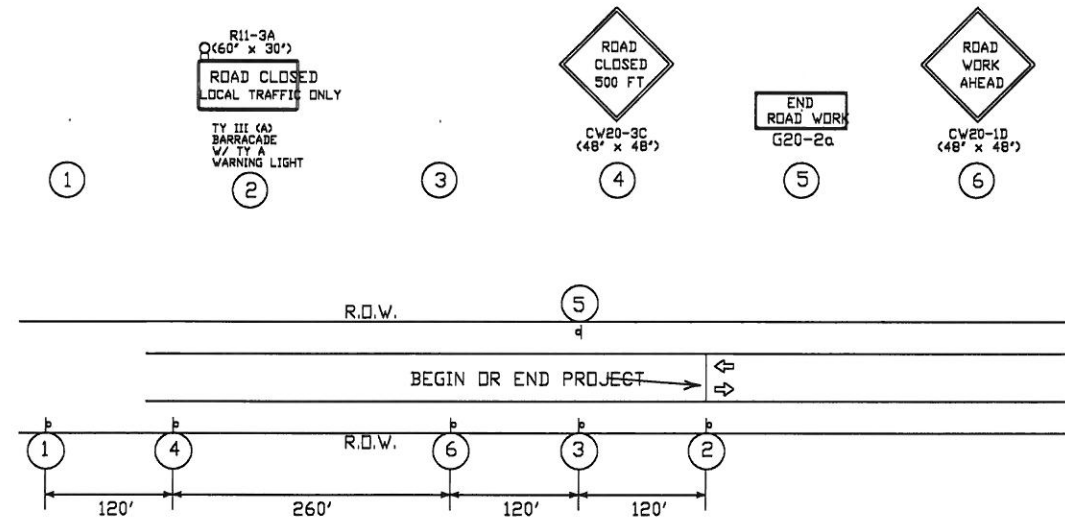 R11-3A
(60" x 30")
ROAD CLOSED
LOCAL TRAFFIC ONLY
TY III (A)
BARRACADE
W/ TY A
WARNING LIGHT
ROAD
CLOSED
500 FT
CW20-3C
(48" x 48")
END
ROAD WORK
G20-2a
ROAD
WORK
AHEAD
CW20-1D
(48" x 48")
1
2
3
4
5
6
5
R.O.W.
BEGIN OR END PROJECT
R.O.W.
1
4
6
3
2
120'
260'
120'
120'